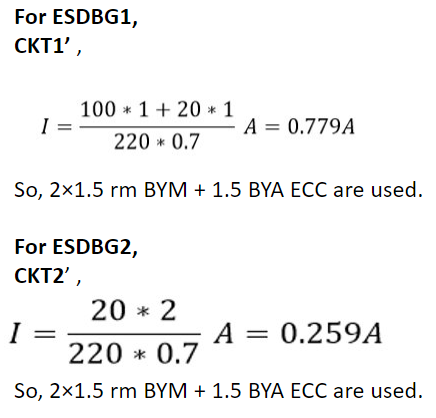 For ESDBG1,
CKT1’ ,
I = (100 * 1 + 20 * 1)/(220 * 0.7) A = 0.779A
So, 2×1.5 rm BYM + 1.5 BYA ECC are used.
For ESDBG2,
CKT2′ ,
I = (20 * 2)/(220 * 0.7) A = 0.259A
So, 2×1.5 rm BYM + 1.5 BYA ECC are used.